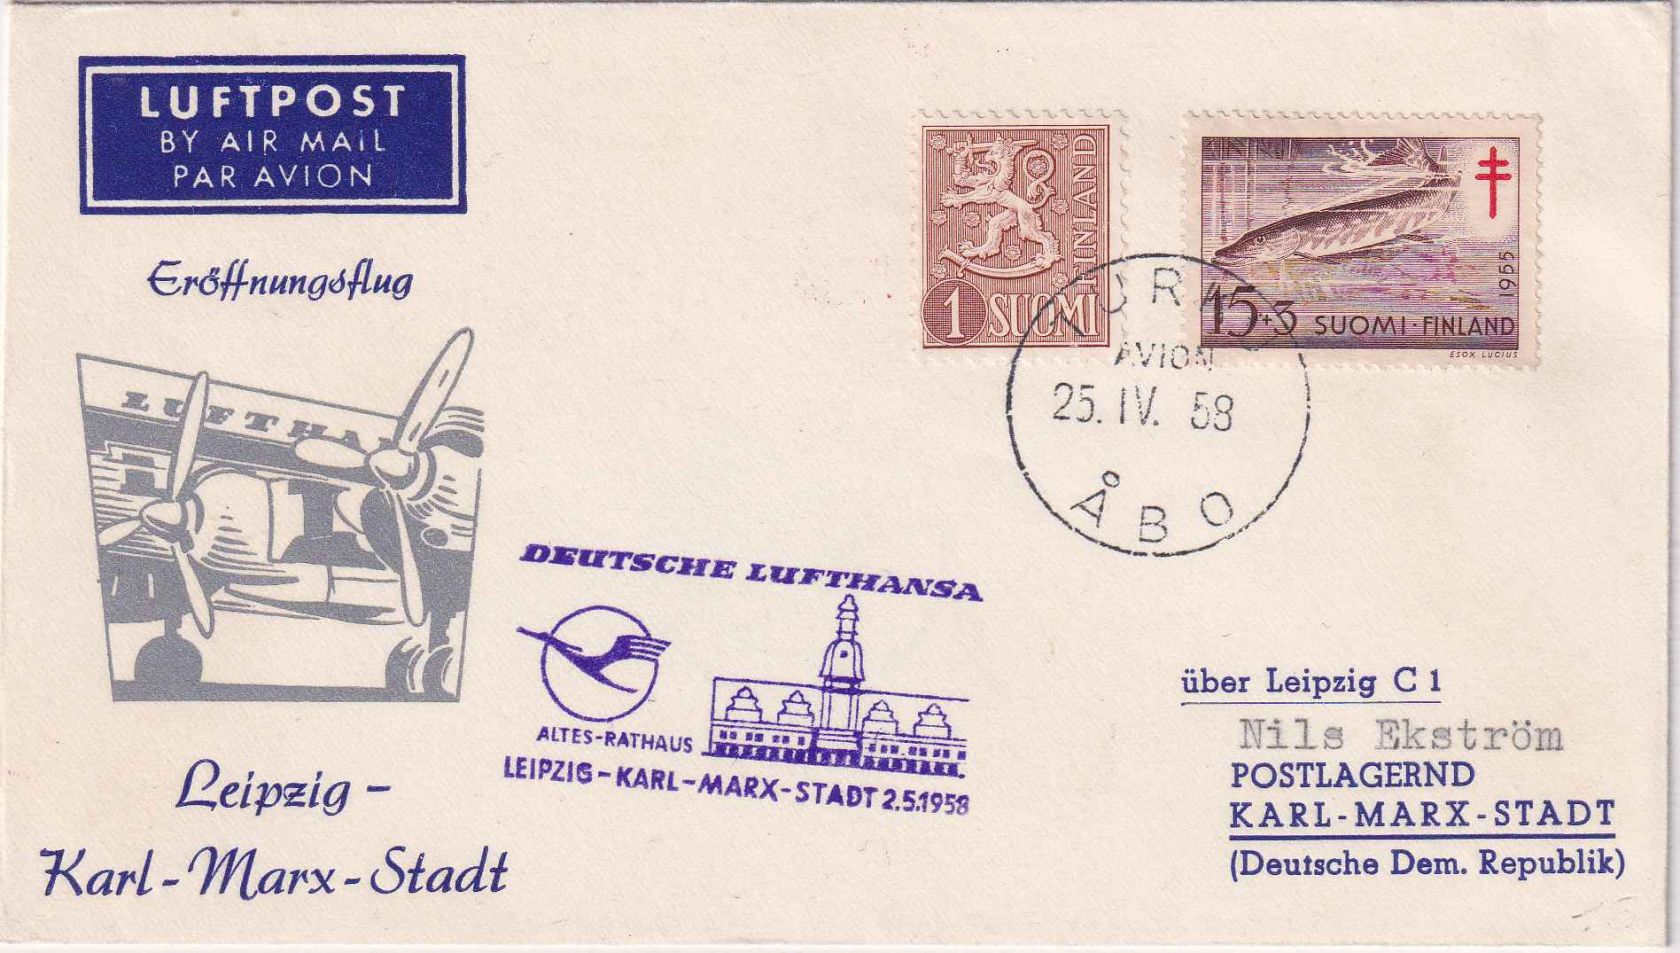 LUFTPOST
BY AIR MAIL
PAR AVION
Eröffnungsflug
LUFTHA
Leipzig -
Karl - Marx - Stadt
FINLAND
1 SUOMI
1955
15+3 SUOMI · FINLAND
ESOX LUCIUS
TURKU
AVION
25. IV. 58
ÅBO
DEUTSCHE LUFTHANSA
ALTES-RATHAUS
LEIPZIG-KARL-MARX-STADT 2.5.1958
über Leipzig C 1
Nils Ekström
POSTLAGERND
KARL-MARX-STADT
(Deutsche Dem. Republik)